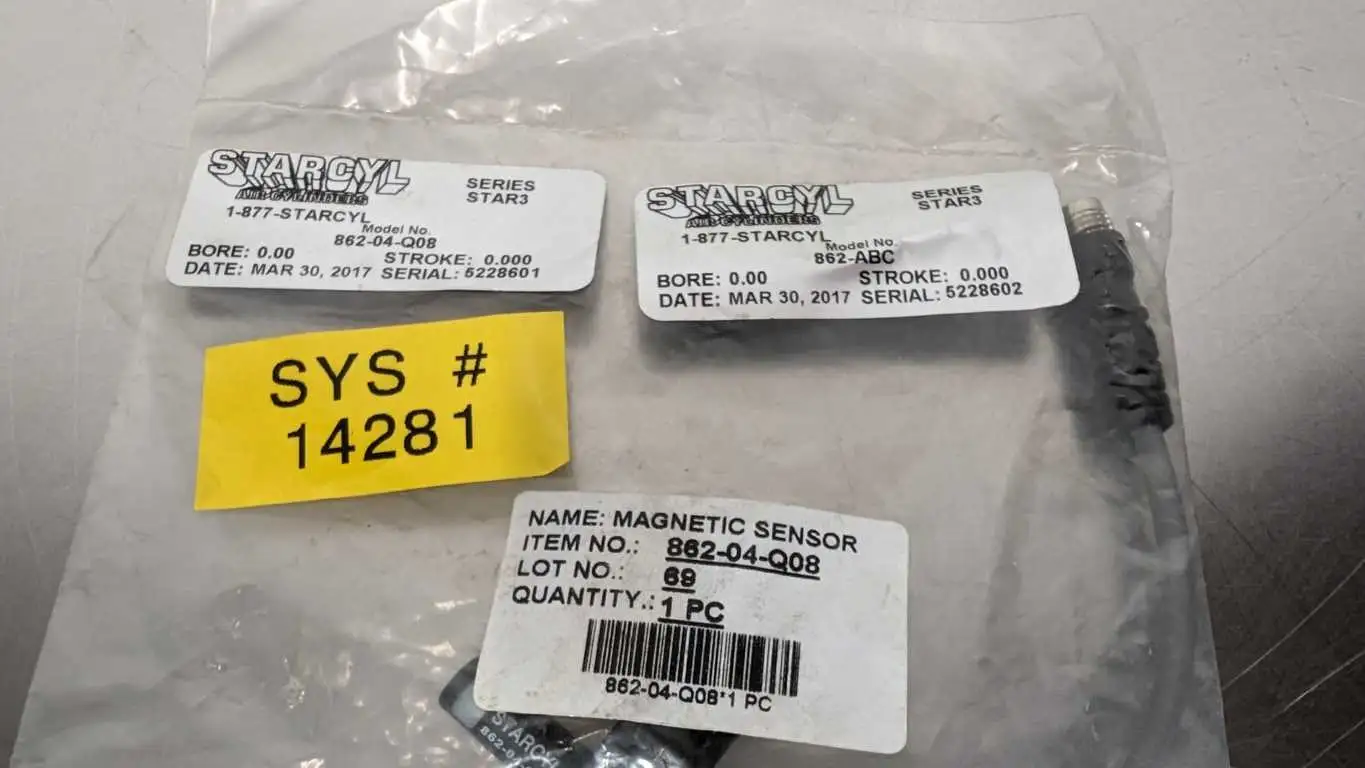 STARCYL
AIR CYLINDERS
SERIES
STAR3
1-877-STARCYL
Model No.
862-04-Q08
BORE: 0.00 STROKE: 0.000
DATE: MAR 30, 2017 SERIAL: 5228601
STARCYL
AIR CYLINDERS
SERIES
STAR3
1-877-STARCYL
Model No.
862-ABC
BORE: 0.00 STROKE: 0.000
DATE: MAR 30, 2017 SERIAL: 5228602
SYS #
14281
NAME: MAGNETIC SENSOR
ITEM NO.: 862-04-Q08
LOT NO.: 69
QUANTITY.: 1 PC
862-04-Q08*1 PC
STARCYL